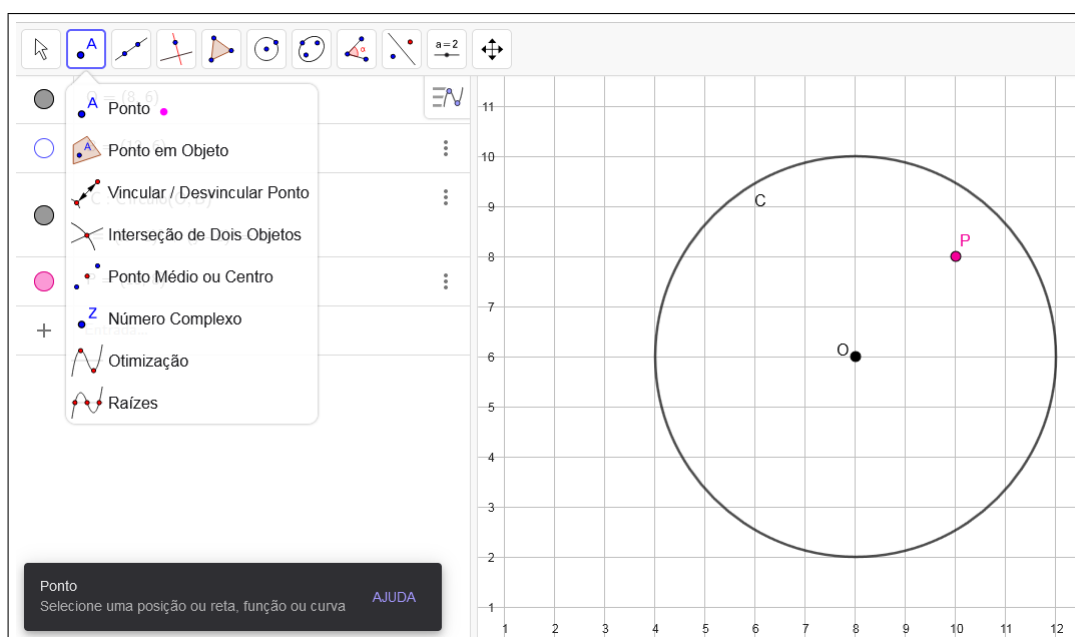 A
a=2
O = (8, 6)
A Ponto
A Ponto em Objeto
Vincular / Desvincular Ponto
Interseção de Dois Objetos
Ponto Médio ou Centro
Z Número Complexo
Otimização
Raízes
Ponto
Selecione uma posição ou reta, função ou curva
AJUDA
11
10
9
8
7
6
5
4
3
2
1
C
P
O
1 2 3 4 5 6 7 8 9 10 11 12